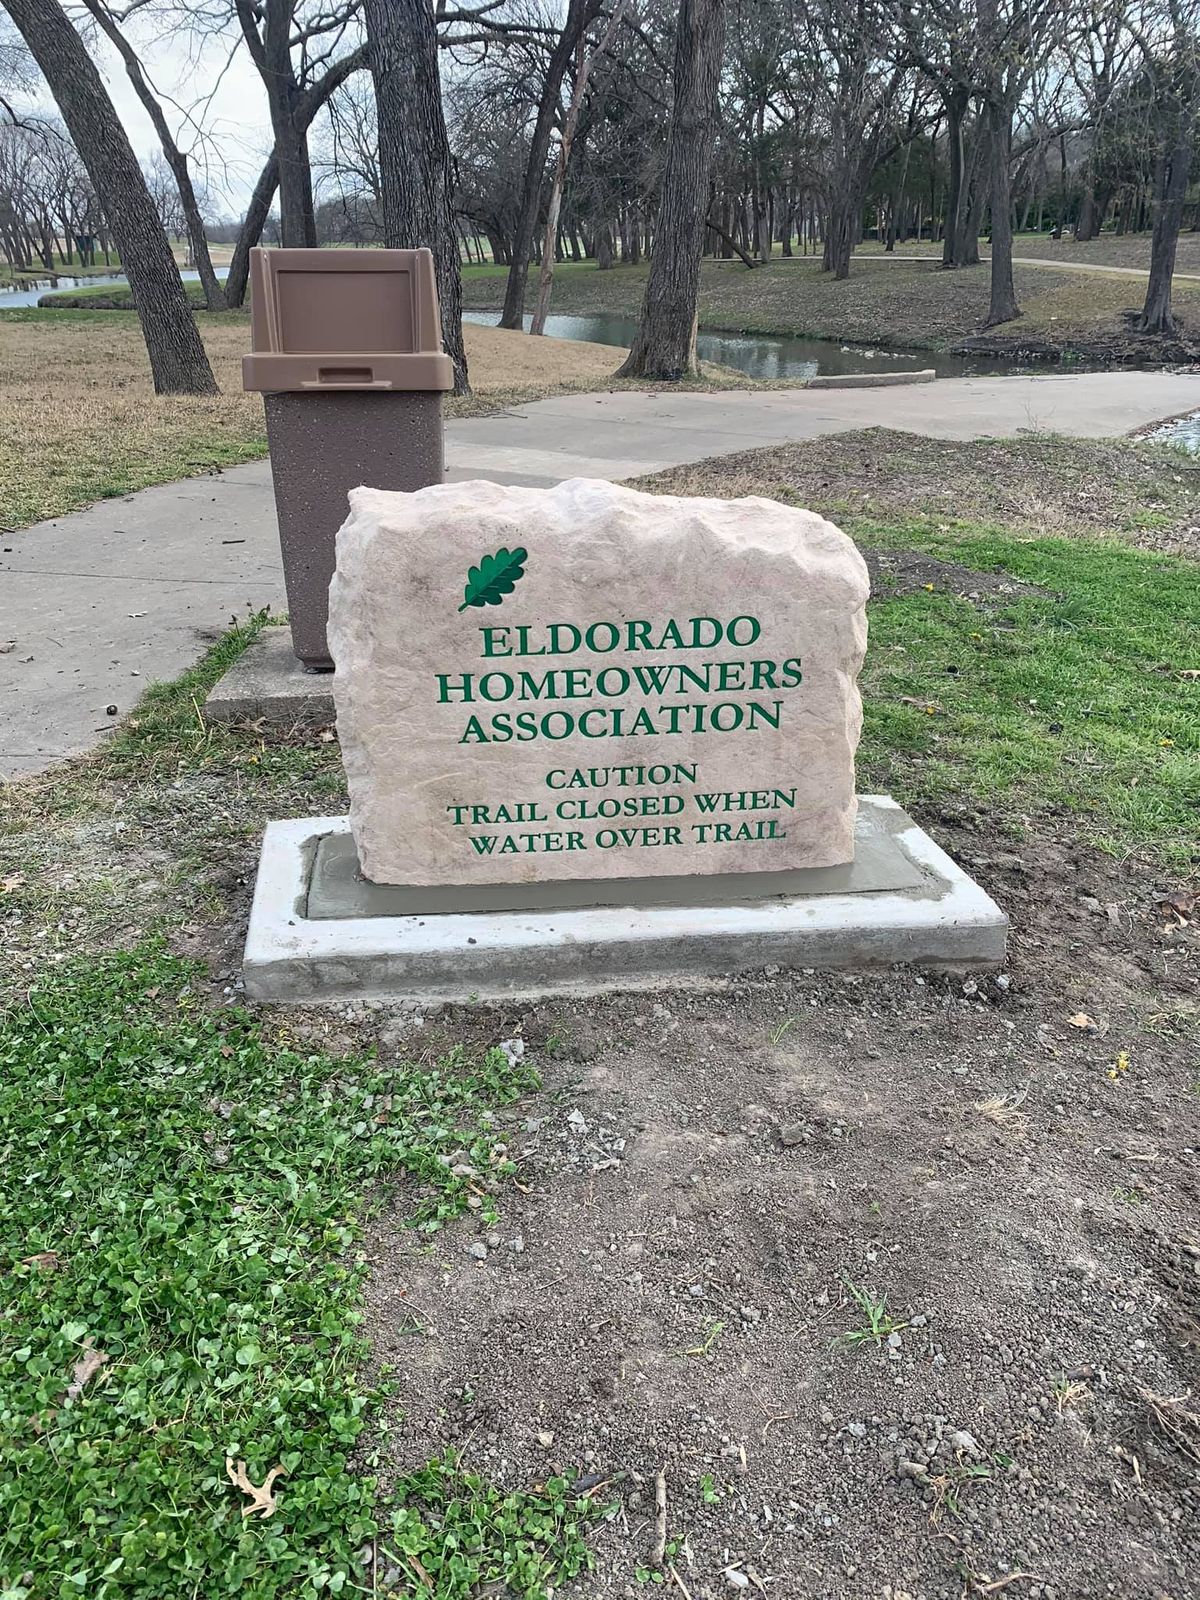 ELDORADO
HOMEOWNERS
ASSOCIATION
CAUTION
TRAIL CLOSED WHEN
WATER OVER TRAIL